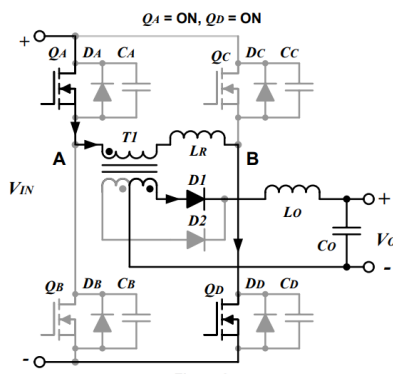 QA = ON, QD = ON
+
QA DA CA QC DC CC
T1
A LR B
VIN
D1
D2
LO
+
CO VO
-
QB DB CB QD DD CD
-